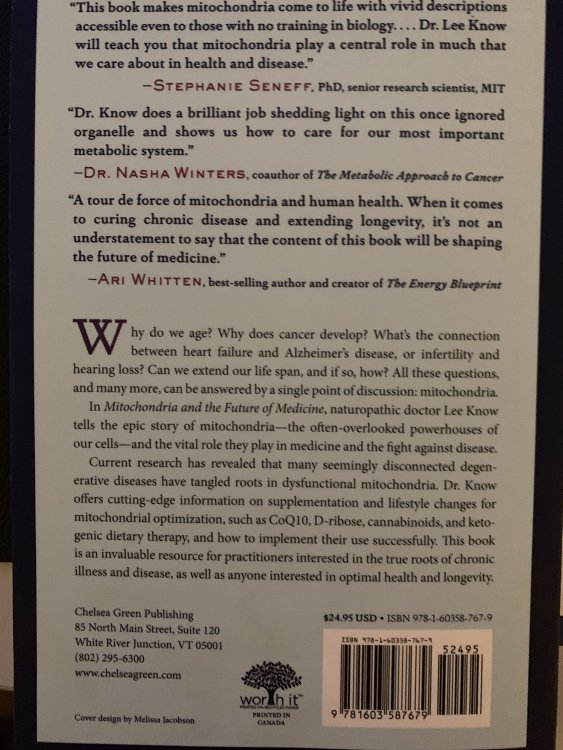 “This book makes mitochondria come to life with vivid descriptions
accessible even to those with no training in biology.... Dr. Lee Know
will teach you that mitochondria play a central role in much that
we care about in health and disease.”
—STEPHANIE SENEFF, PhD, senior research scientist, MIT
“Dr. Know does a brilliant job shedding light on this once ignored
organelle and shows us how to care for our most important
metabolic system.”
—DR. NASHA WINTERS, coauthor of The Metabolic Approach to Cancer
“A tour de force of mitochondria and human health. When it comes
to curing chronic disease and extending longevity, it’s not an
understatement to say that the content of this book will be shaping
the future of medicine.”
—ARI WHITTEN, best-selling author and creator of The Energy Blueprint
Why do we age? Why does cancer develop? What’s the connection
between heart failure and Alzheimer’s disease, or infertility and
hearing loss? Can we extend our life span, and if so, how? All these questions,
and many more, can be answered by a single point of discussion: mitochondria.
In Mitochondria and the Future of Medicine, naturopathic doctor Lee Know
tells the epic story of mitochondria—the often-overlooked powerhouses of
our cells—and the vital role they play in medicine and the fight against disease.
Current research has revealed that many seemingly disconnected degen-
erative diseases have tangled roots in dysfunctional mitochondria. Dr. Know
offers cutting-edge information on supplementation and lifestyle changes for
mitochondrial optimization, such as CoQ10, D-ribose, cannabinoids, and keto-
genic dietary therapy, and how to implement their use successfully. This book
is an invaluable resource for practitioners interested in the true roots of chronic
illness and disease, as well as anyone interested in optimal health and longevity.
Chelsea Green Publishing
85 North Main Street, Suite 120
White River Junction, VT 05001
(802) 295-6300
www.chelseagreen.com
Cover design by Melissa Jacobson
worth it™
PRINTED ON RECYCLED PAPER
PRINTED IN
CANADA
$24.95 USD • ISBN 978-1-60358-767-9
ISBN 978-1-60358-767-9
52495
9 781603 587679